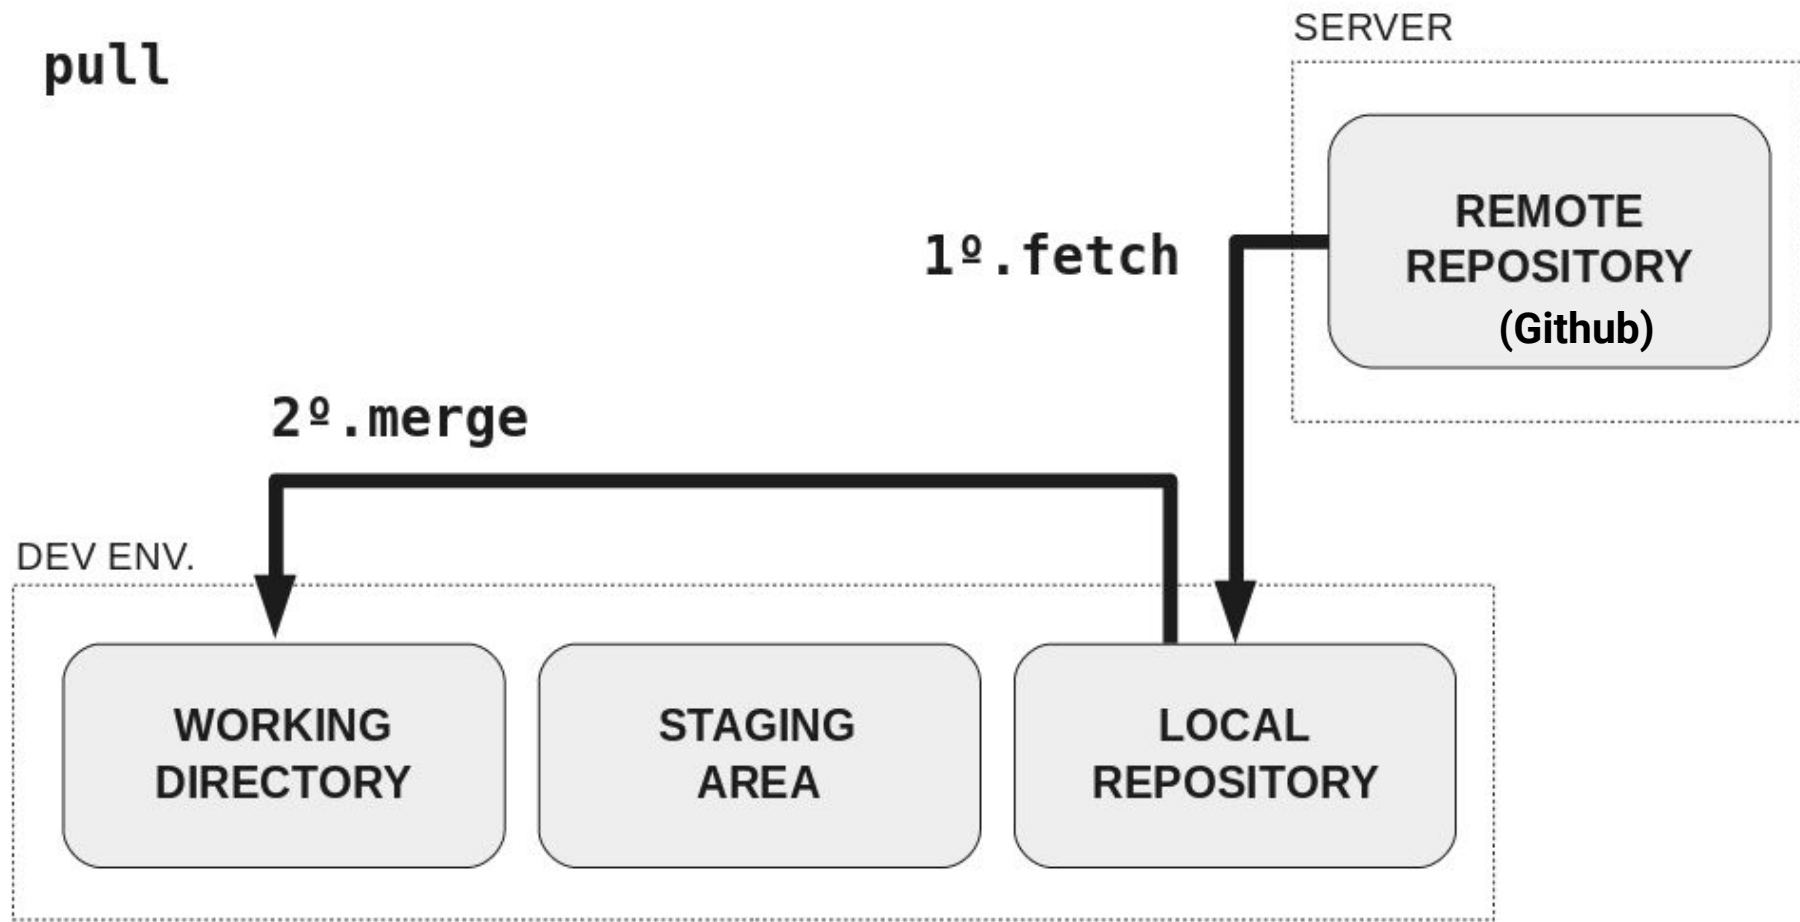 pull
SERVER
REMOTE
REPOSITORY
(Github)
1º.fetch
2º.merge
DEV ENV.
WORKING
DIRECTORY
STAGING
AREA
LOCAL
REPOSITORY